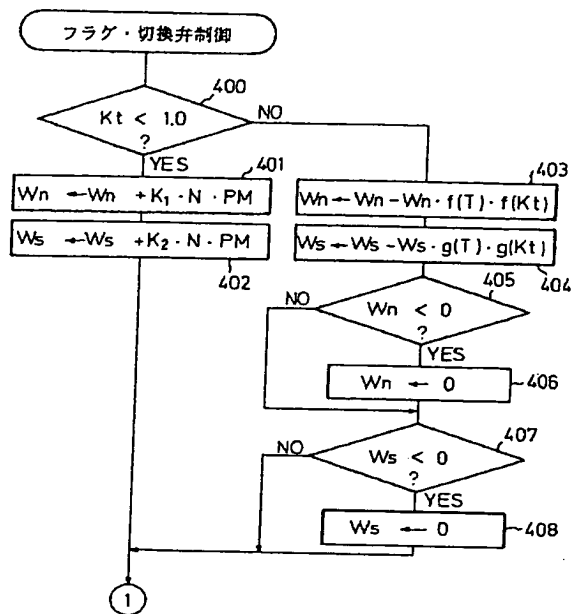 フラグ・切換弁制御
400
Kt < 1.0
?
NO
YES
401
Wn ← Wn + K₁・N・PM
Ws ← Ws + K₂・N・PM
402
403
Wn ← Wn − Wn・f(T)・f(Kt)
Ws ← Ws − Ws・g(T)・g(Kt)
404
405
NO
Wn < 0
?
YES
Wn ← 0
406
407
NO
Ws < 0
?
YES
Ws ← 0
408
1